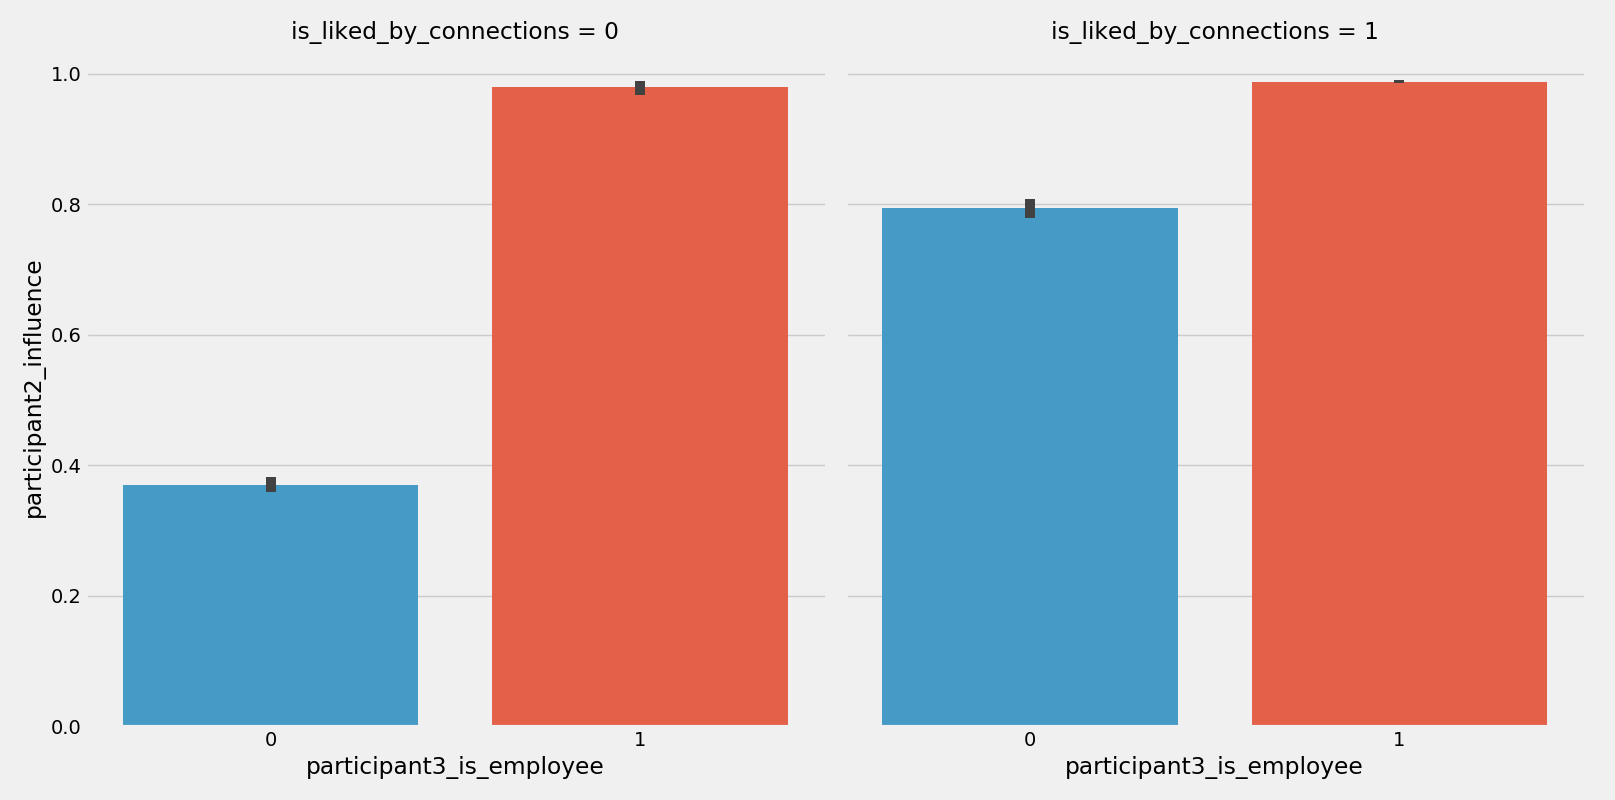 is_liked_by_connections = 0
is_liked_by_connections = 1
participant2_influence
1.0
0.8
0.6
0.4
0.2
0.0
0
1
0
1
participant3_is_employee
participant3_is_employee